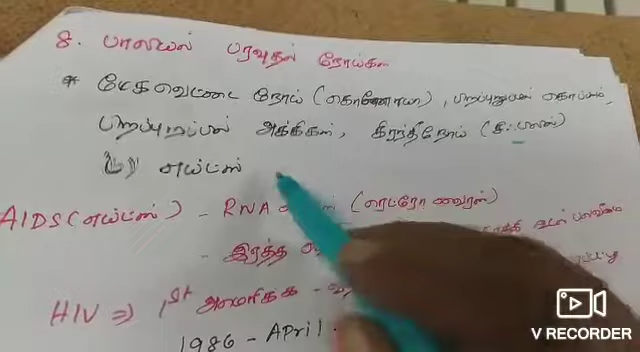 8. பாலியல் பரவுதல் நோய்கள்
* மேகவெட்டை நோய் (கொனோரியா), பிறப்புறுப்பில் கொப்பளம்,
பிறப்புறுப்பில் அக்கிகள், கிரந்திநோய் (சிபிலிஸ்)
எய்ட்ஸ்
AIDS (எய்ட்ஸ்) - RNA (ரெட்ரோ வைரஸ்)
- இரத்த
HIV ⇒ 1st அமெரிக்க -
1986 - April
V RECORDER